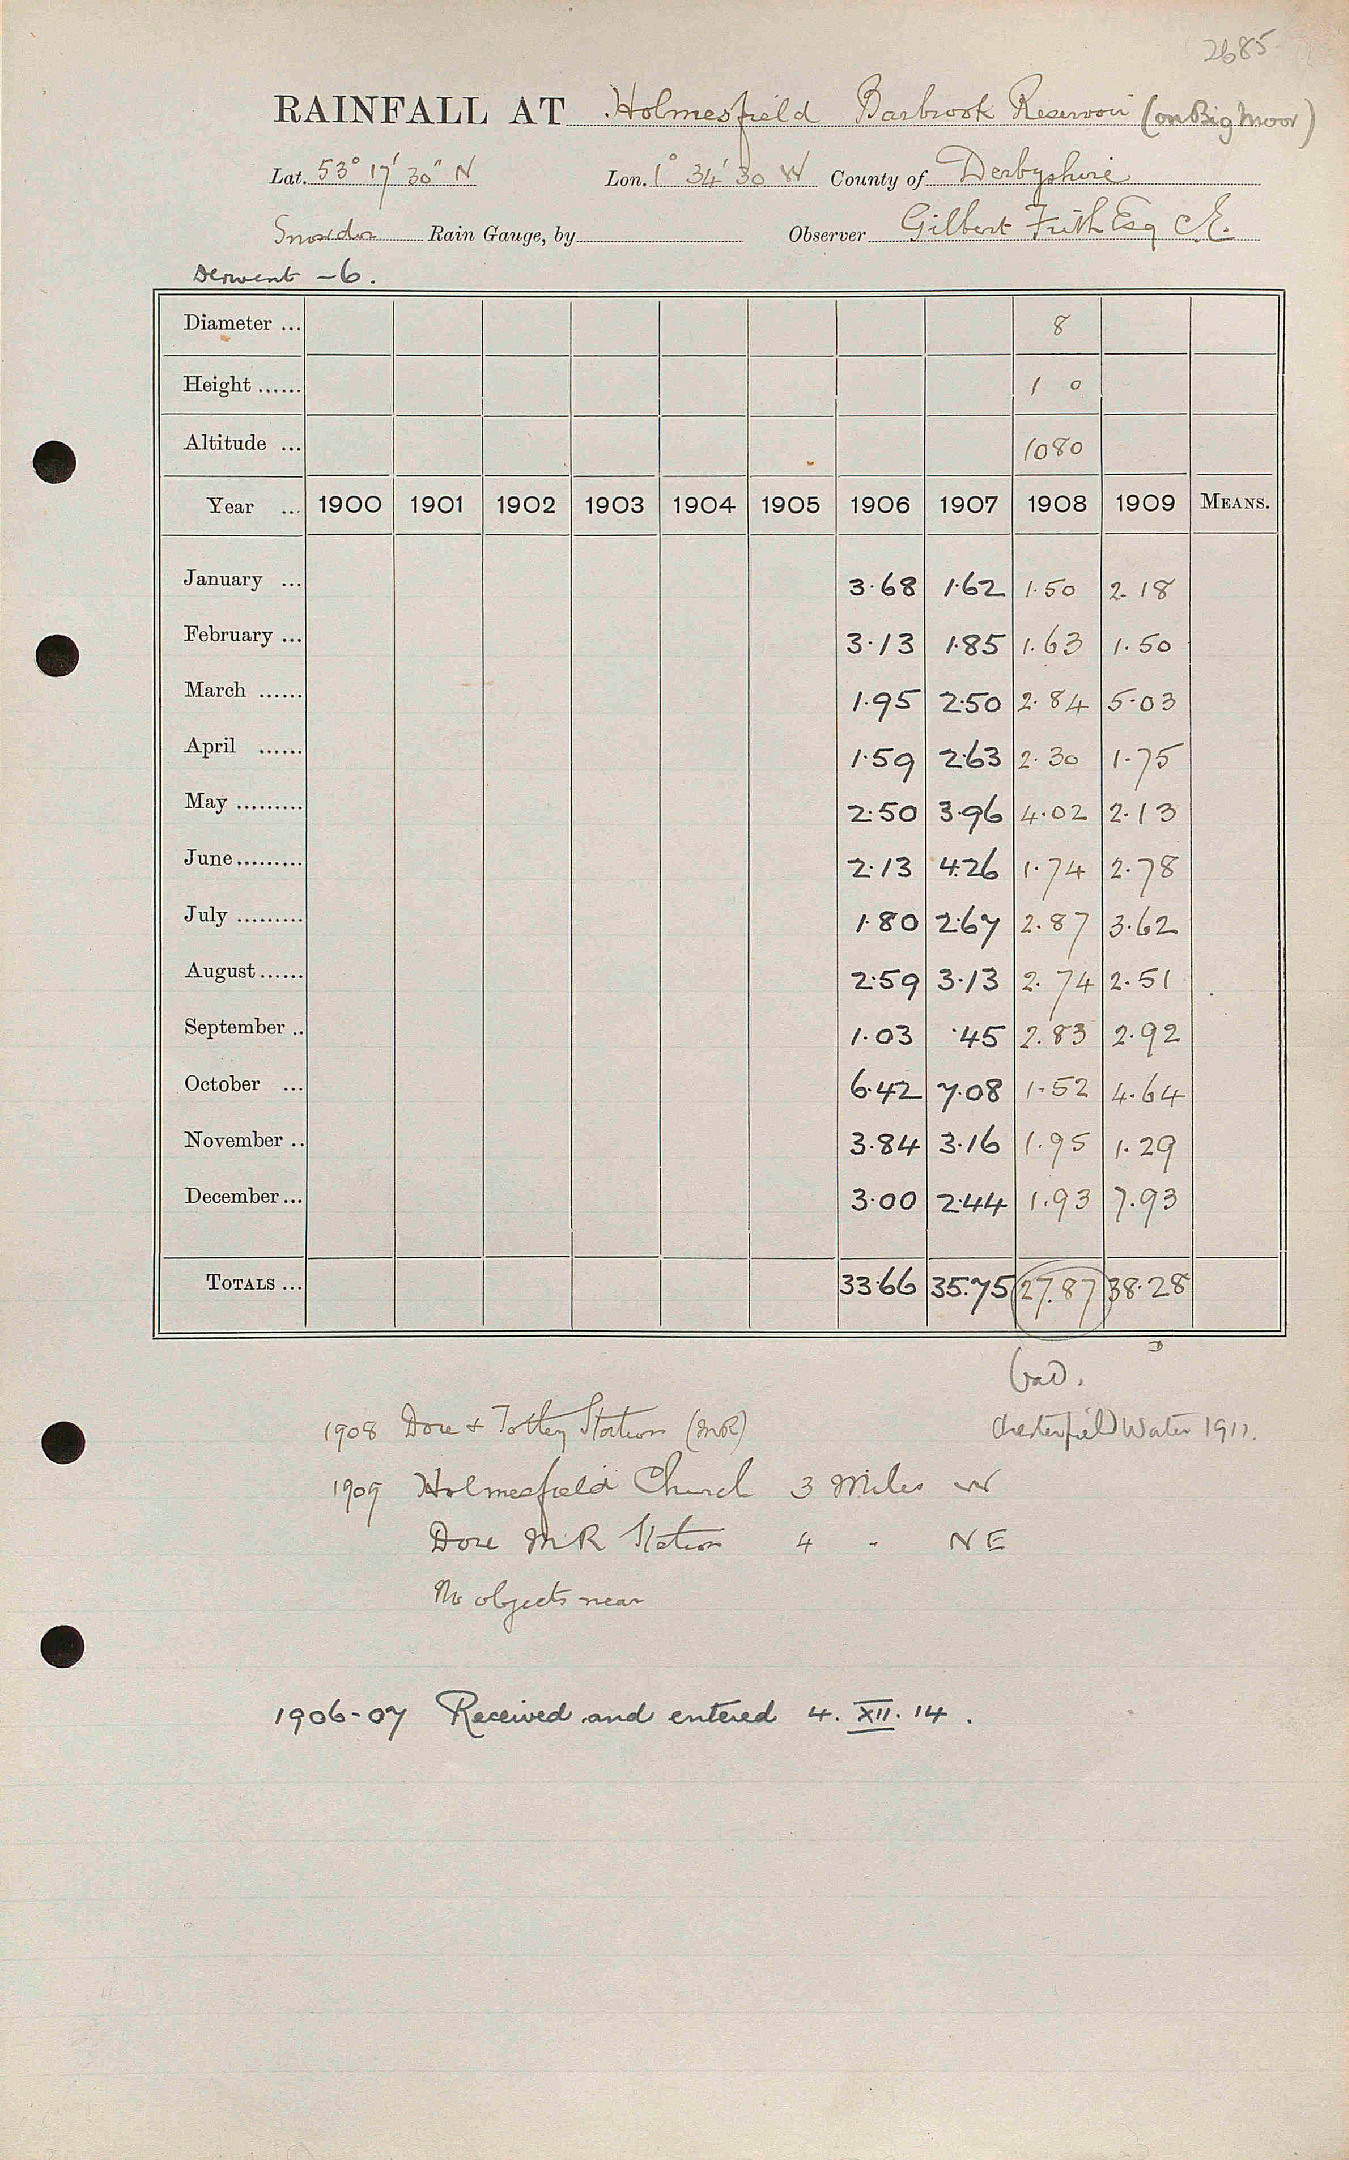 2685
RAINFALL AT Holmesfield Barbrook Reservoir (on Big Moor)
Lat. 53° 17' 30" N Lon. 1° 34' 30 W County of Derbyshire
Snowdon Rain Gauge, by Observer Gilbert Frith Esq C.E.
Derwent - 6.
Diameter ... 8
Height ...... 1 0
Altitude ... 1080
Year ... 1900 1901 1902 1903 1904 1905 1906 1907 1908 1909 MEANS.
January ... 3.68 1.62 1.50 2.18
February ... 3.13 1.85 1.63 1.50
March ...... 1.95 2.50 2.84 5.03
April ...... 1.59 2.63 2.30 1.75
May ......... 2.50 3.96 4.02 2.13
June......... 2.13 4.26 1.74 2.78
July ......... 1.80 2.67 2.87 3.62
August...... 2.59 3.13 2.74 2.51
September .. 1.03 .45 2.83 2.92
October ... 6.42 7.08 1.52 4.64
November .. 3.84 3.16 1.95 1.29
December... 3.00 2.44 1.93 7.93
TOTALS ... 33.66 35.75 27.87 38.28
bad.
1908 Dore + Totley Station (MR) Chesterfield Water 1911.
1909 Holmesfield Church 3 Miles W
Dore M R Station 4 " NE
No objects near
1906-07 Received and entered 4. XII. 14.